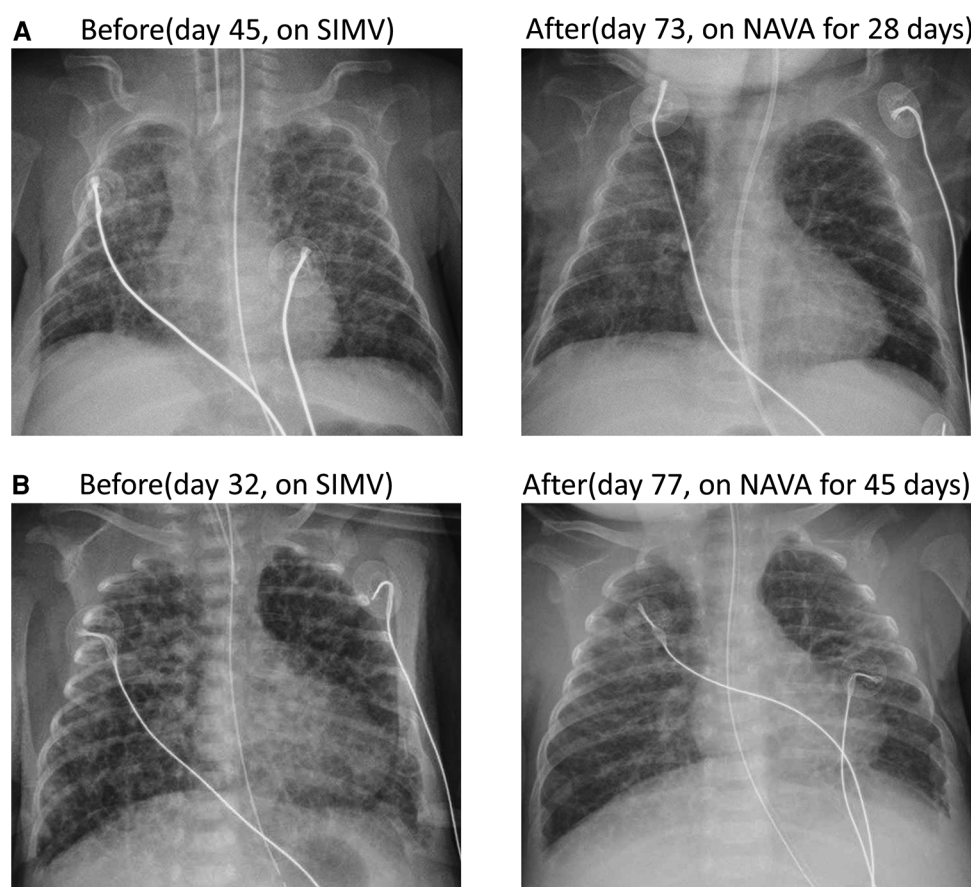 A
Before(day 45, on SIMV)
After(day 73, on NAVA for 28 days)
B
Before(day 32, on SIMV)
After(day 77, on NAVA for 45 days)